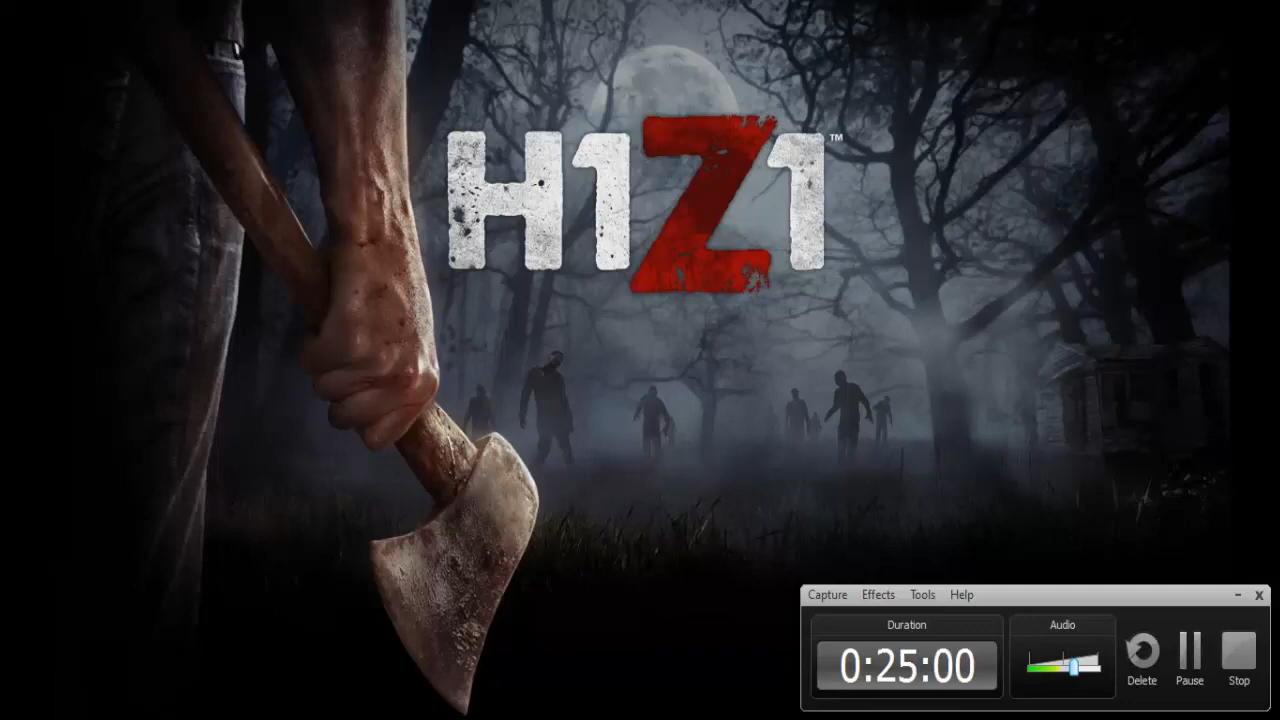 H1Z1™
Capture Effects Tools Help
Duration
Audio
0:25:00
Delete Pause Stop